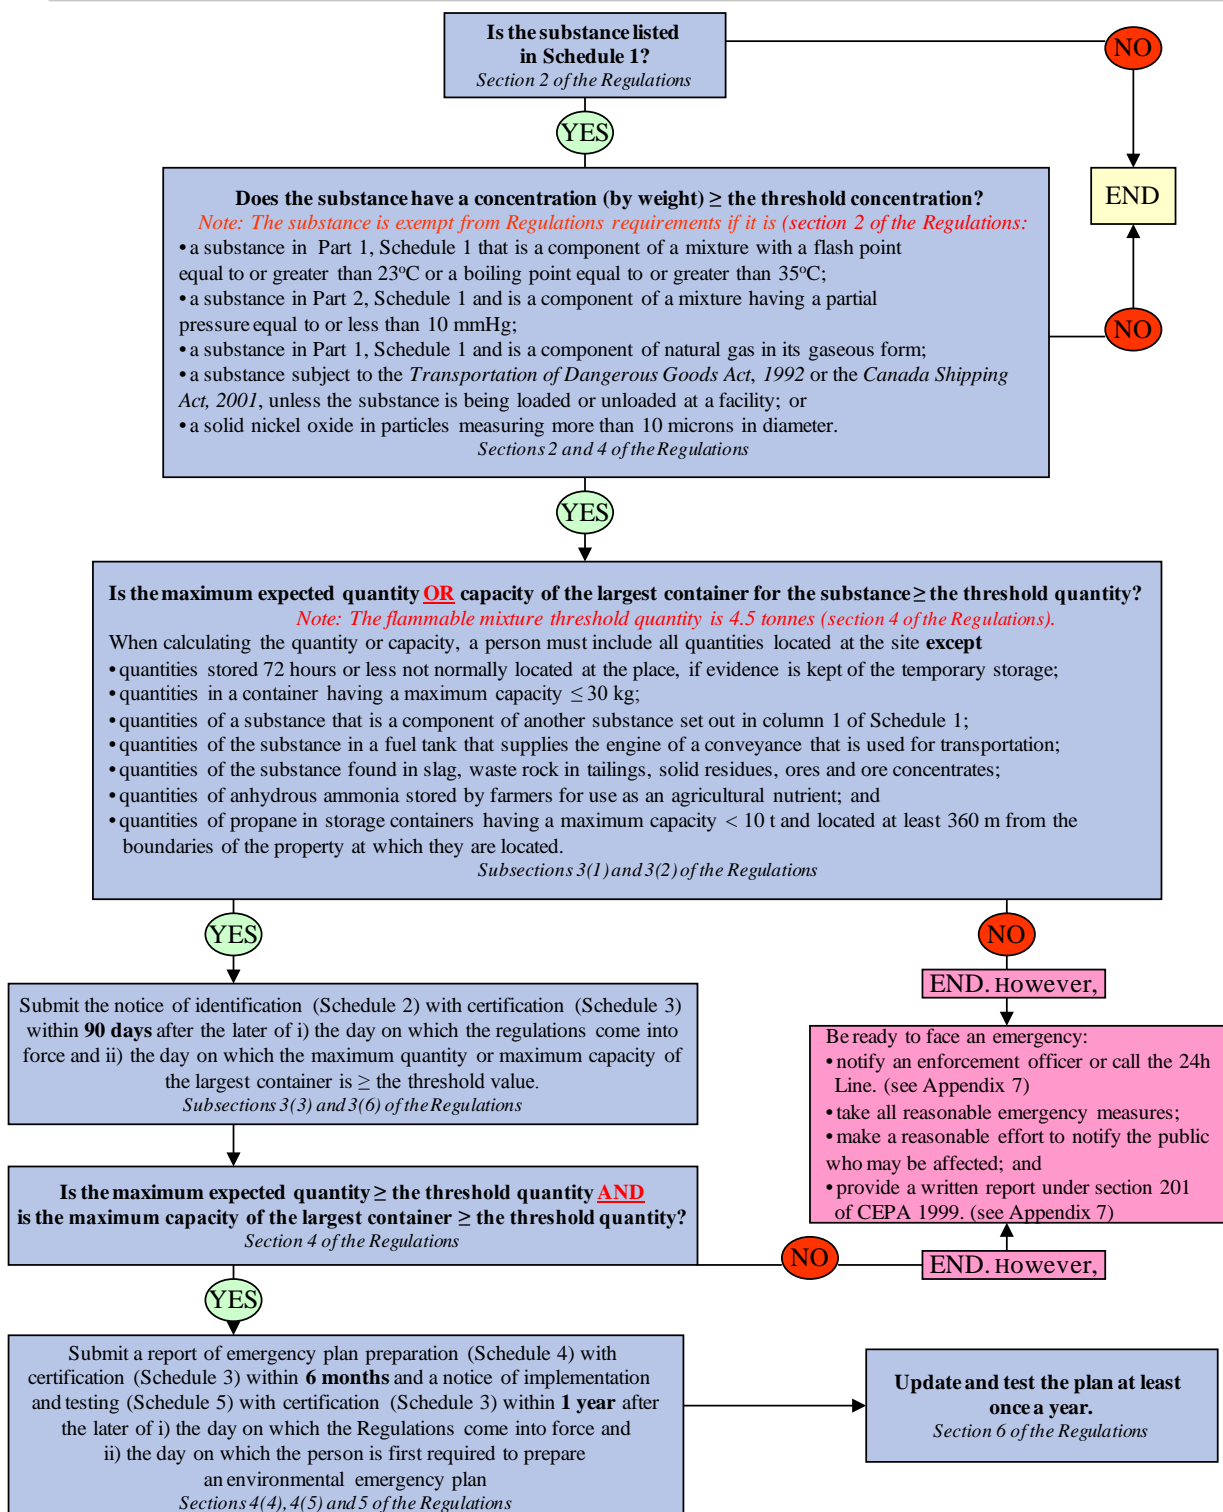 Is the substance listed
in Schedule 1?
Section 2 of the Regulations
NO
YES
END
Does the substance have a concentration (by weight) ≥ the threshold concentration?
Note: The substance is exempt from Regulations requirements if it is (section 2 of the Regulations:
• a substance in Part 1, Schedule 1 that is a component of a mixture with a flash point
equal to or greater than 23ºC or a boiling point equal to or greater than 35ºC;
• a substance in Part 2, Schedule 1 and is a component of a mixture having a partial
pressure equal to or less than 10 mmHg;
• a substance in Part 1, Schedule 1 and is a component of natural gas in its gaseous form;
• a substance subject to the Transportation of Dangerous Goods Act, 1992 or the Canada Shipping
Act, 2001, unless the substance is being loaded or unloaded at a facility; or
• a solid nickel oxide in particles measuring more than 10 microns in diameter.
Sections 2 and 4 of the Regulations
NO
YES
Is the maximum expected quantity OR capacity of the largest container for the substance ≥ the threshold quantity?
Note: The flammable mixture threshold quantity is 4.5 tonnes (section 4 of the Regulations).
When calculating the quantity or capacity, a person must include all quantities located at the site except
• quantities stored 72 hours or less not normally located at the place, if evidence is kept of the temporary storage;
• quantities in a container having a maximum capacity ≤ 30 kg;
• quantities of a substance that is a component of another substance set out in column 1 of Schedule 1;
• quantities of the substance in a fuel tank that supplies the engine of a conveyance that is used for transportation;
• quantities of the substance found in slag, waste rock in tailings, solid residues, ores and ore concentrates;
• quantities of anhydrous ammonia stored by farmers for use as an agricultural nutrient; and
• quantities of propane in storage containers having a maximum capacity < 10 t and located at least 360 m from the
boundaries of the property at which they are located.
Subsections 3(1) and 3(2) of the Regulations
YES
NO
END. However,
Submit the notice of identification (Schedule 2) with certification (Schedule 3)
within 90 days after the later of i) the day on which the regulations come into
force and ii) the day on which the maximum quantity or maximum capacity of
the largest container is ≥ the threshold value.
Subsections 3(3) and 3(6) of the Regulations
Be ready to face an emergency:
• notify an enforcement officer or call the 24h
Line. (see Appendix 7)
• take all reasonable emergency measures;
• make a reasonable effort to notify the public
who may be affected; and
• provide a written report under section 201
of CEPA 1999. (see Appendix 7)
Is the maximum expected quantity ≥ the threshold quantity AND
is the maximum capacity of the largest container ≥ the threshold quantity?
Section 4 of the Regulations
NO
END. However,
YES
Submit a report of emergency plan preparation (Schedule 4) with
certification (Schedule 3) within 6 months and a notice of implementation
and testing (Schedule 5) with certification (Schedule 3) within 1 year after
the later of i) the day on which the Regulations come into force and
ii) the day on which the person is first required to prepare
an environmental emergency plan
Sections 4(4), 4(5) and 5 of the Regulations
Update and test the plan at least
once a year.
Section 6 of the Regulations